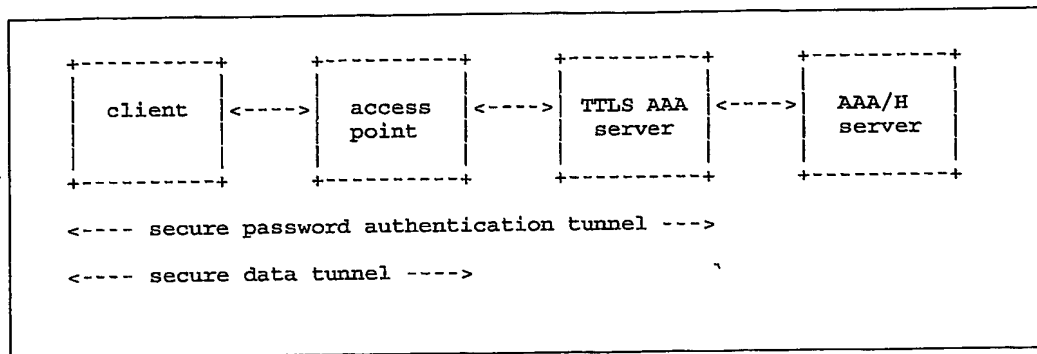 +-----------+ +-----------+ +-----------+ +-----------+
| client |<---->| access |<---->| TTLS AAA |<---->| AAA/H |
| | | point | | server | | server |
+-----------+ +-----------+ +-----------+ +-----------+
<---- secure password authentication tunnel --->
<---- secure data tunnel ---->